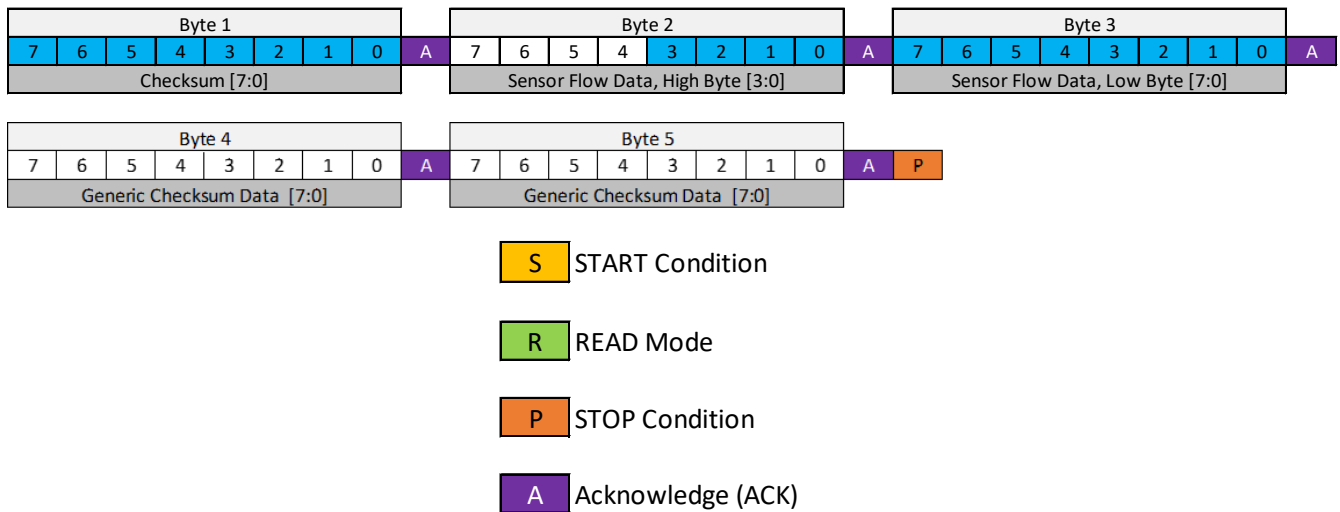 Byte 1 Byte 2 Byte 3
7 6 5 4 3 2 1 0 A 7 6 5 4 3 2 1 0 A 7 6 5 4 3 2 1 0 A
Checksum [7:0] Sensor Flow Data, High Byte [3:0] Sensor Flow Data, Low Byte [7:0]
Byte 4 Byte 5
7 6 5 4 3 2 1 0 A 7 6 5 4 3 2 1 0 A P
Generic Checksum Data [7:0] Generic Checksum Data [7:0]
S START Condition
R READ Mode
P STOP Condition
A Acknowledge (ACK)